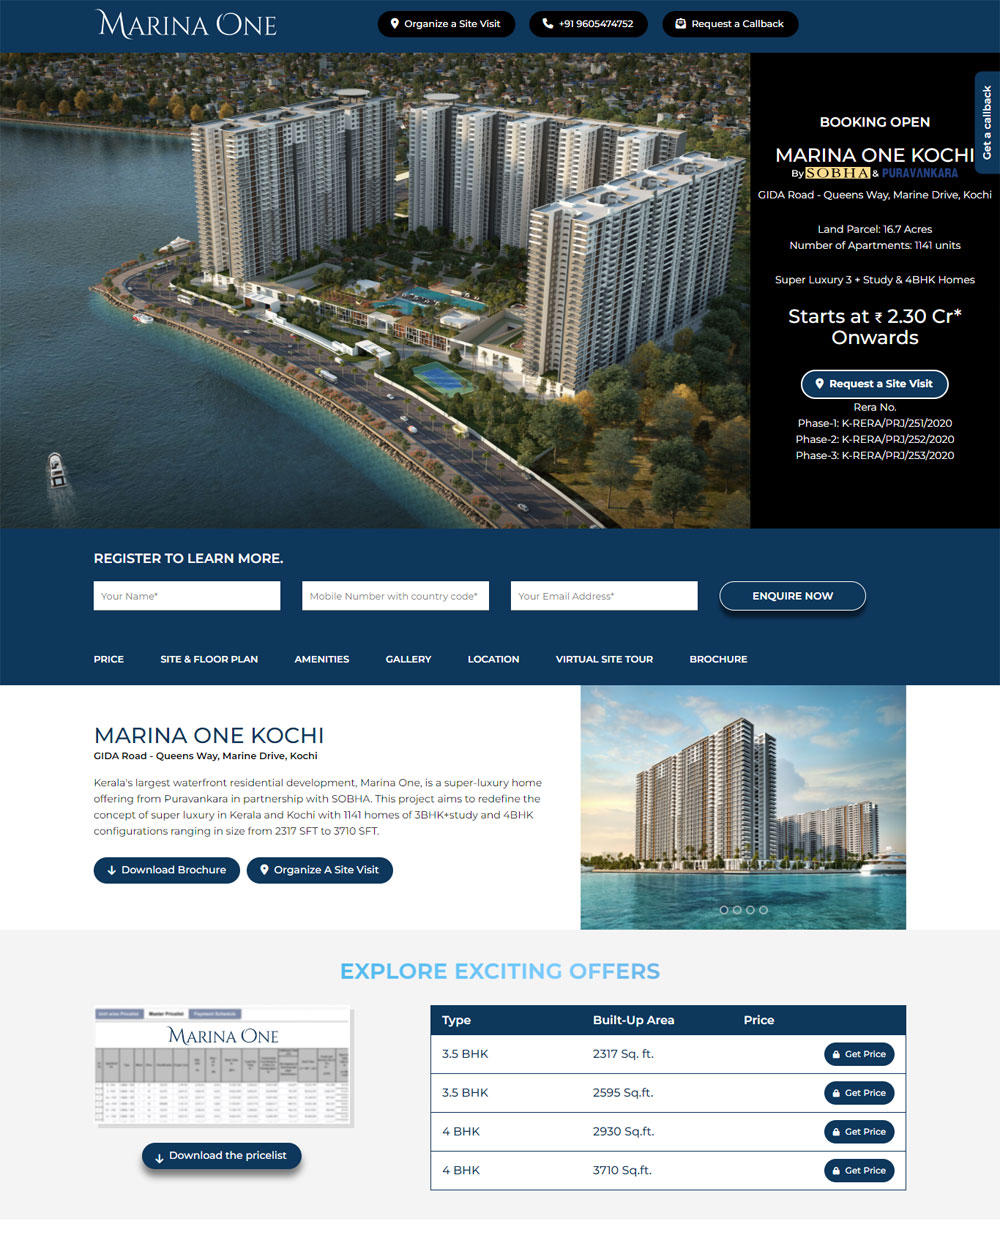 MARINA ONE
Organize a Site Visit
+91 9605474752
Request a Callback
Get a callback
BOOKING OPEN
MARINA ONE KOCHI
By SOBHA & PURAVANKARA
GIDA Road - Queens Way, Marine Drive, Kochi
Land Parcel: 16.7 Acres
Number of Apartments: 1141 units
Super Luxury 3 + Study & 4BHK Homes
Starts at ₹ 2.30 Cr*
Onwards
Request a Site Visit
Rera No.
Phase-1: K-RERA/PRJ/251/2020
Phase-2: K-RERA/PRJ/252/2020
Phase-3: K-RERA/PRJ/253/2020
REGISTER TO LEARN MORE.
Your Name*
Mobile Number with country code*
Your Email Address*
ENQUIRE NOW
PRICE SITE & FLOOR PLAN AMENITIES GALLERY LOCATION VIRTUAL SITE TOUR BROCHURE
MARINA ONE KOCHI
GIDA Road - Queens Way, Marine Drive, Kochi
Kerala's largest waterfront residential development, Marina One, is a super-luxury home
offering from Puravankara in partnership with SOBHA. This project aims to redefine the
concept of super luxury in Kerala and Kochi with 1141 homes of 3BHK+study and 4BHK
configurations ranging in size from 2317 SFT to 3710 SFT.
Download Brochure
Organize A Site Visit
EXPLORE EXCITING OFFERS
Unit wise Pricelist Master Pricelist Payment Schedule
MARINA ONE
Download the pricelist
Type Built-Up Area Price
3.5 BHK 2317 Sq. ft. Get Price
3.5 BHK 2595 Sq.ft. Get Price
4 BHK 2930 Sq.ft. Get Price
4 BHK 3710 Sq.ft. Get Price